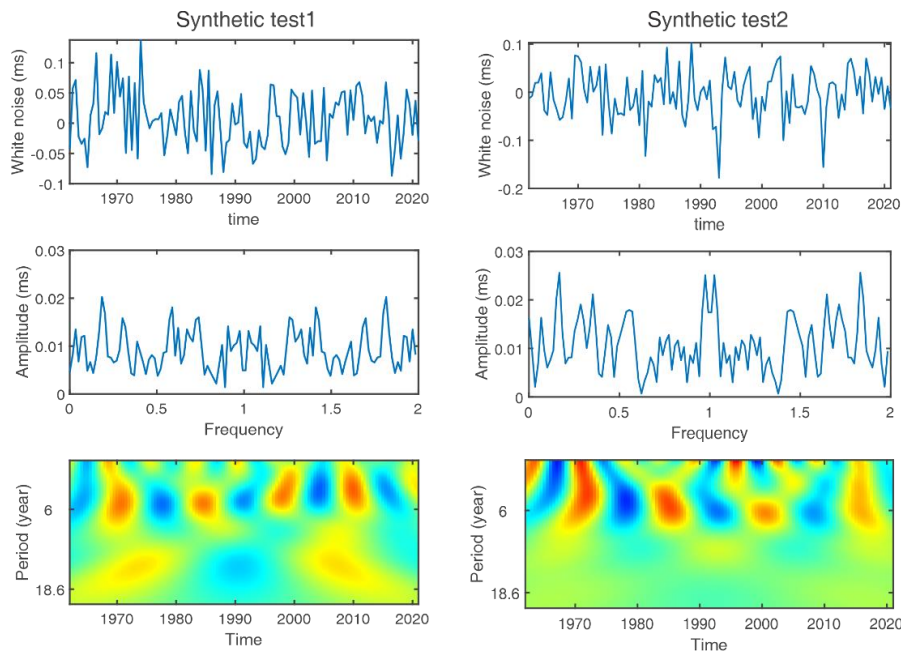 Synthetic test1
White noise (ms)
0.1
0.05
0
-0.05
-0.1
1970 1980 1990 2000 2010 2020
time
Amplitude (ms)
0.03
0.02
0.01
0
0 0.5 1 1.5 2
Frequency
Period (year)
6
18.6
1970 1980 1990 2000 2010 2020
Time
Synthetic test2
White noise (ms)
0.1
0
-0.1
-0.2
1970 1980 1990 2000 2010 2020
time
Amplitude (ms)
0.03
0.02
0.01
0
0 0.5 1 1.5 2
Frequency
Period (year)
6
18.6
1970 1980 1990 2000 2010 2020
Time